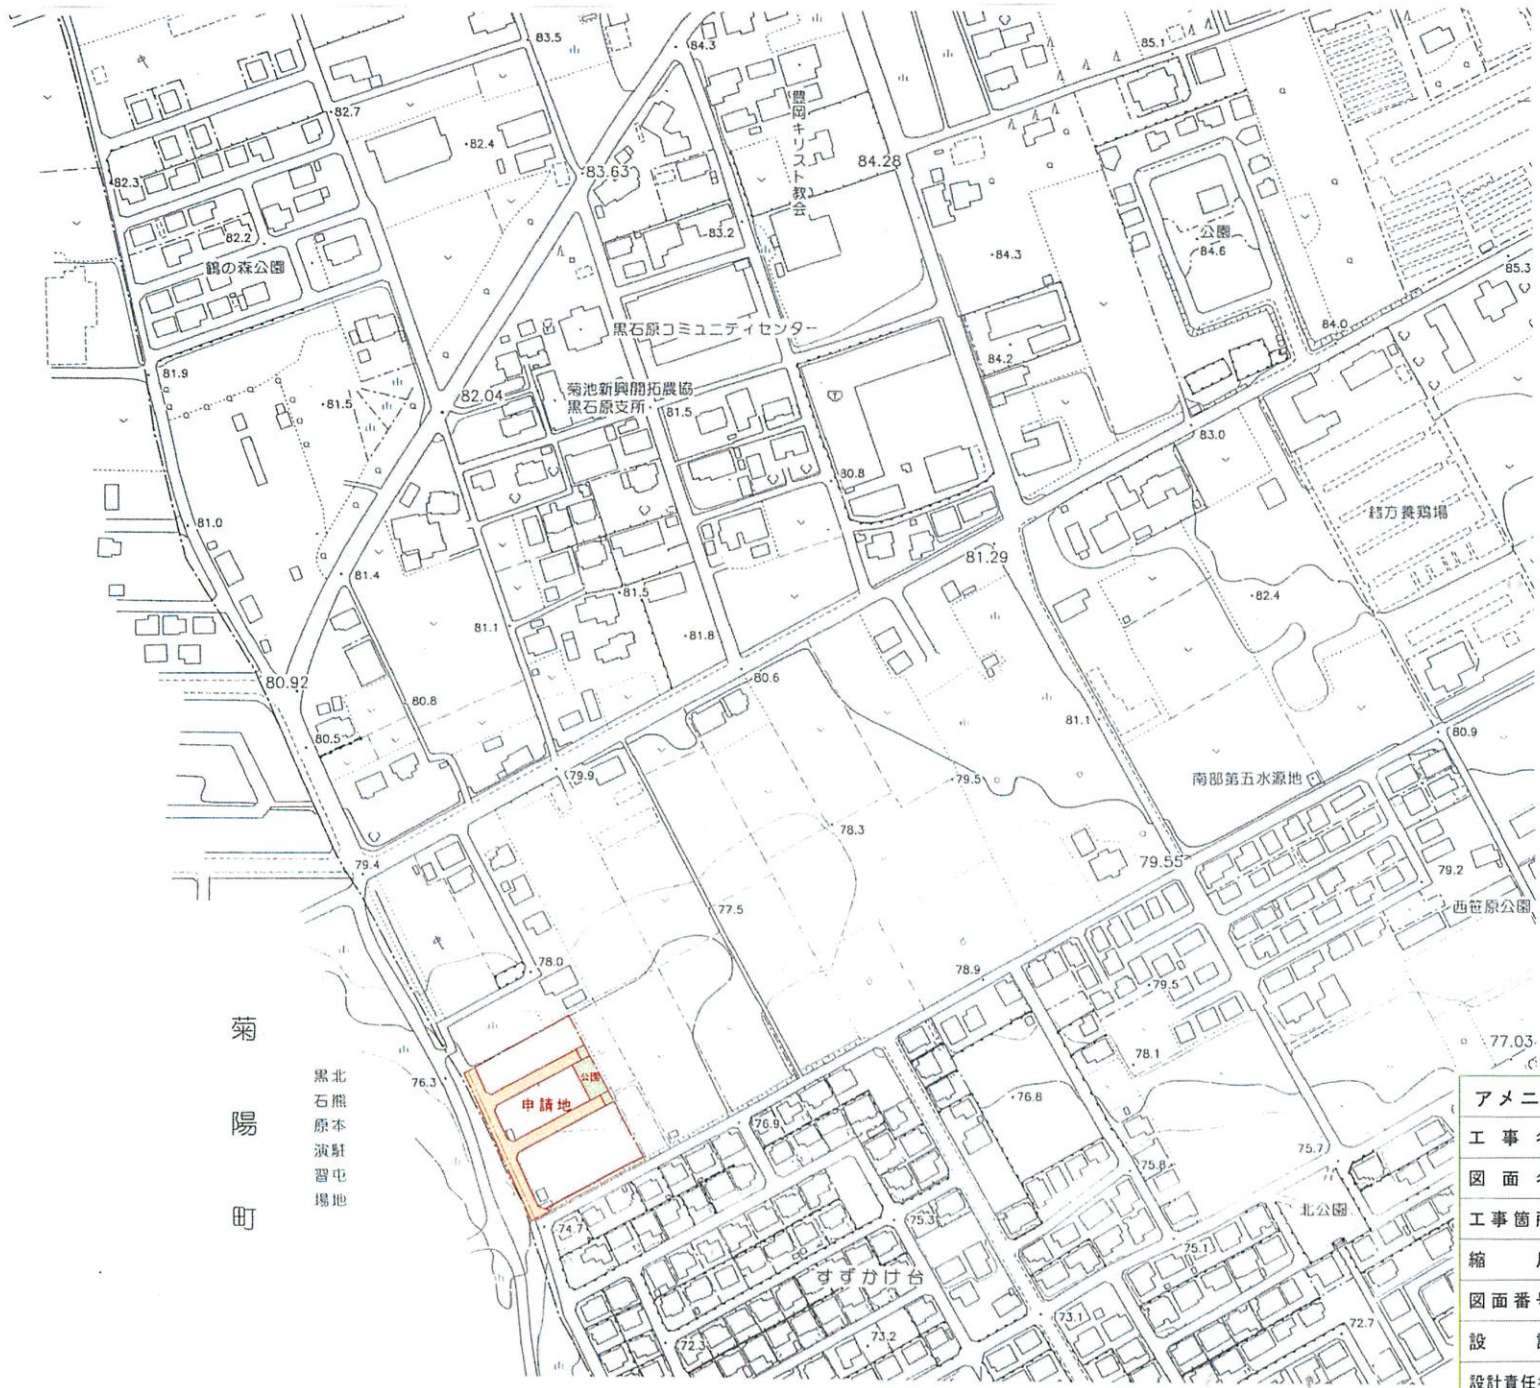 83.5
84.3
85.1
82.7
82.4
豊岡キリスト教会
84.28
83.63
82.3
82.2
83.2
公園
84.6
鶴の森公園
84.3
85.3
黒石原コミュニティセンター
84.0
84.2
81.9
82.04
菊池新興開拓農協
黒石原支所
81.5
81.5
83.0
80.8
81.0
緒方養鶏場
81.29
81.4
81.5
82.4
81.1
81.8
80.92
80.6
80.8
81.1
80.5
80.9
79.9
79.5
南部第五水源地
78.3
79.4
79.55
79.2
77.5
西笹原公園
78.0
78.9
79.5
菊陽町
77.03
78.1
76.3
北熊本駐屯地
黒石原演習場
公園
申請地
76.8
76.9
75.7
75.8
アメニ
工事
図面
工事箇所
縮
図面番号
設
設計責任
74.7
75.3
北公園
75.1
すずかけ台
73.1
72.7
73.2
72.3